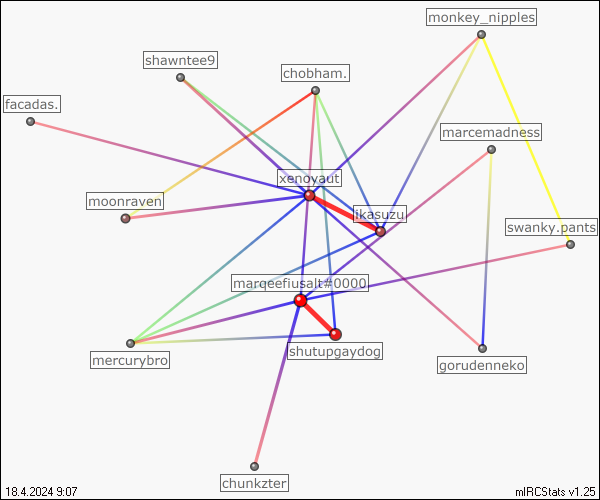 monkey_nipples
shawntee9
chobham.
facadas.
marcemadness
xenoyaut
moonraven
ikasuzu
swanky.pants
marqeefiusalt#0000
shutupgaydog
mercurybro
gorudenneko
chunkzter
18.4.2024 9:07
mIRCStats v1.25